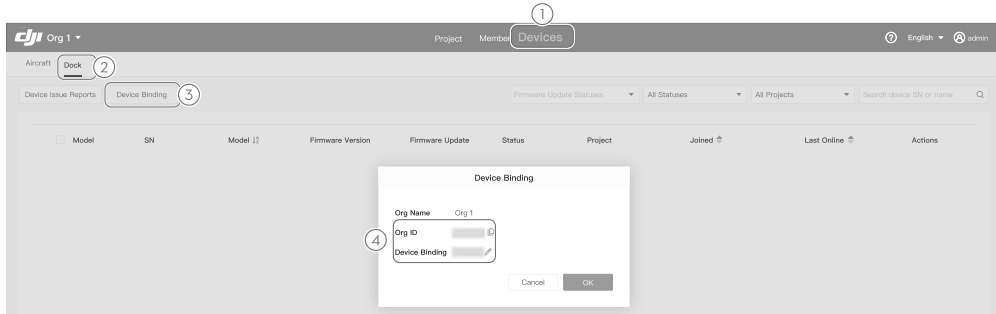 1
dji Org 1 Project Member Devices English admin
Aircraft Dock 2
Device Issue Reports Device Binding 3 Firmware Update Statuses All Statuses All Projects Search device SN or name
Model SN Model Firmware Version Firmware Update Status Project Joined Last Online Actions
Device Binding
Org Name Org 1
4 Org ID
Device Binding
Cancel OK